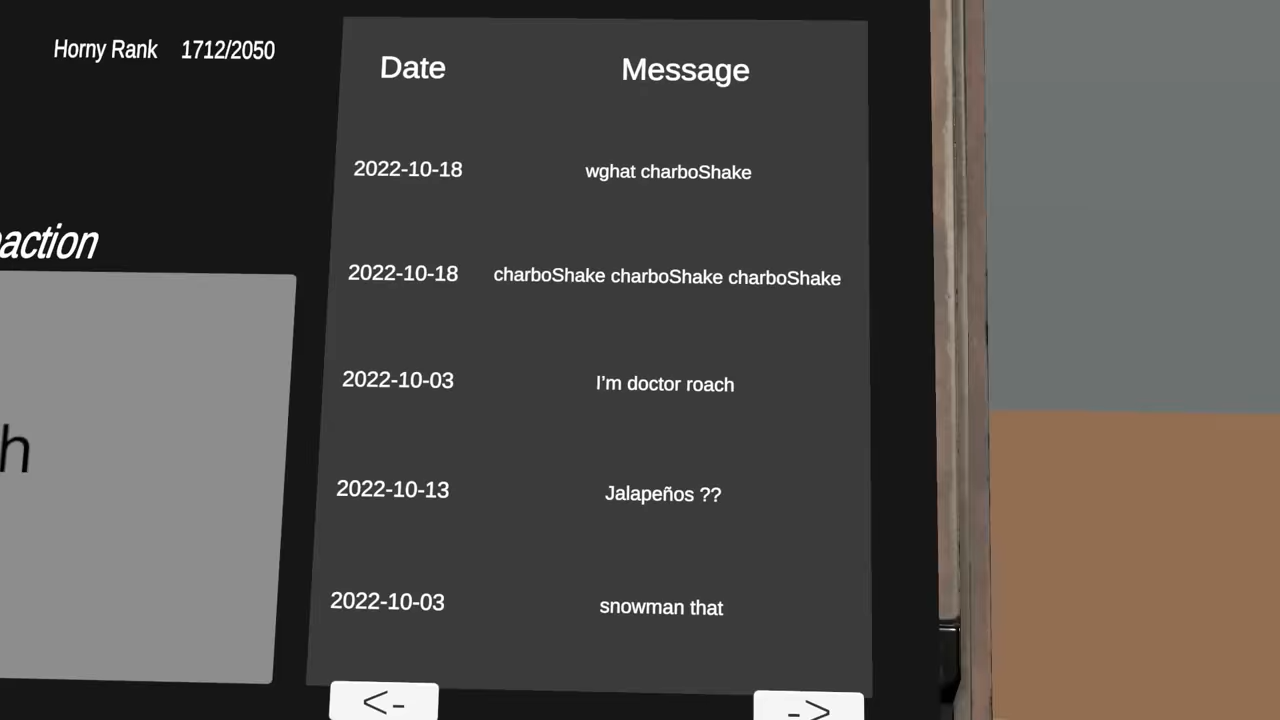 Horny Rank 1712/2050
Date Message
2022-10-18 wghat charboShake
2022-10-18 charboShake charboShake charboShake
2022-10-03 I'm doctor roach
2022-10-13 Jalapeños ??
2022-10-03 snowman that
<- ->